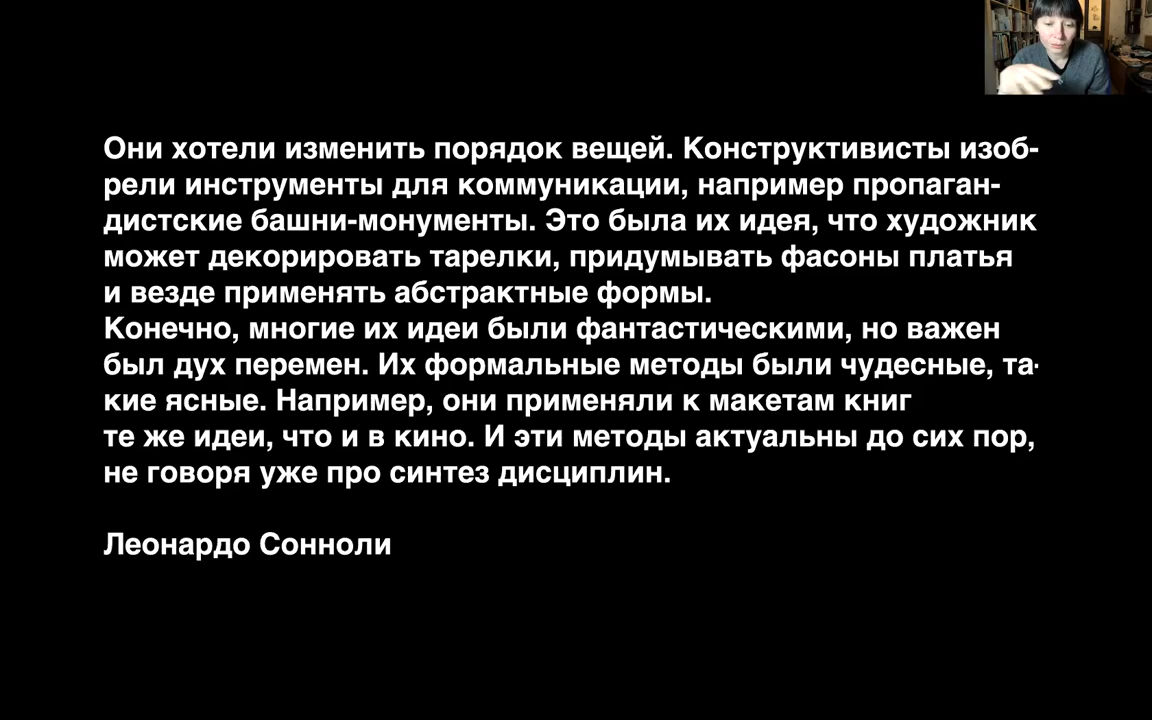 Они хотели изменить порядок вещей. Конструктивисты изоб-
рели инструменты для коммуникации, например пропаган-
дистские башни-монументы. Это была их идея, что художник
может декорировать тарелки, придумывать фасоны платья
и везде применять абстрактные формы.
Конечно, многие их идеи были фантастическими, но важен
был дух перемен. Их формальные методы были чудесные, та-
кие ясные. Например, они применяли к макетам книг
те же идеи, что и в кино. И эти методы актуальны до сих пор,
не говоря уже про синтез дисциплин.
Леонардо Сонноли